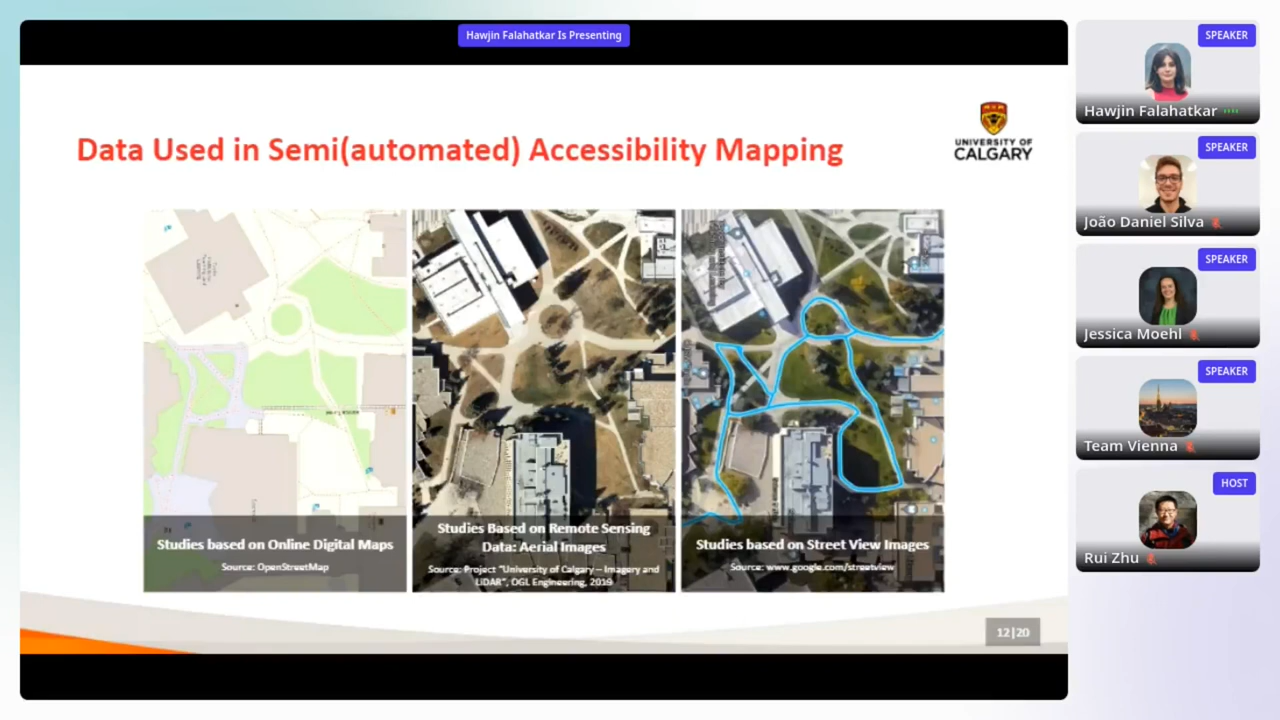 Hawjin Falahatkar Is Presenting
Data Used in Semi(automated) Accessibility Mapping
UNIVERSITY OF
CALGARY
Studies based on Online Digital Maps
Source: OpenStreetMap
Studies Based on Remote Sensing
Data: Aerial Images
Source: Project "University of Calgary – Imagery and
LiDAR", OGL Engineering, 2019
Studies based on Street View Images
Source: www.google.com/streetview
12|20
SPEAKER
Hawjin Falahatkar
SPEAKER
João Daniel Silva
SPEAKER
Jessica Moehl
SPEAKER
Team Vienna
HOST
Rui Zhu